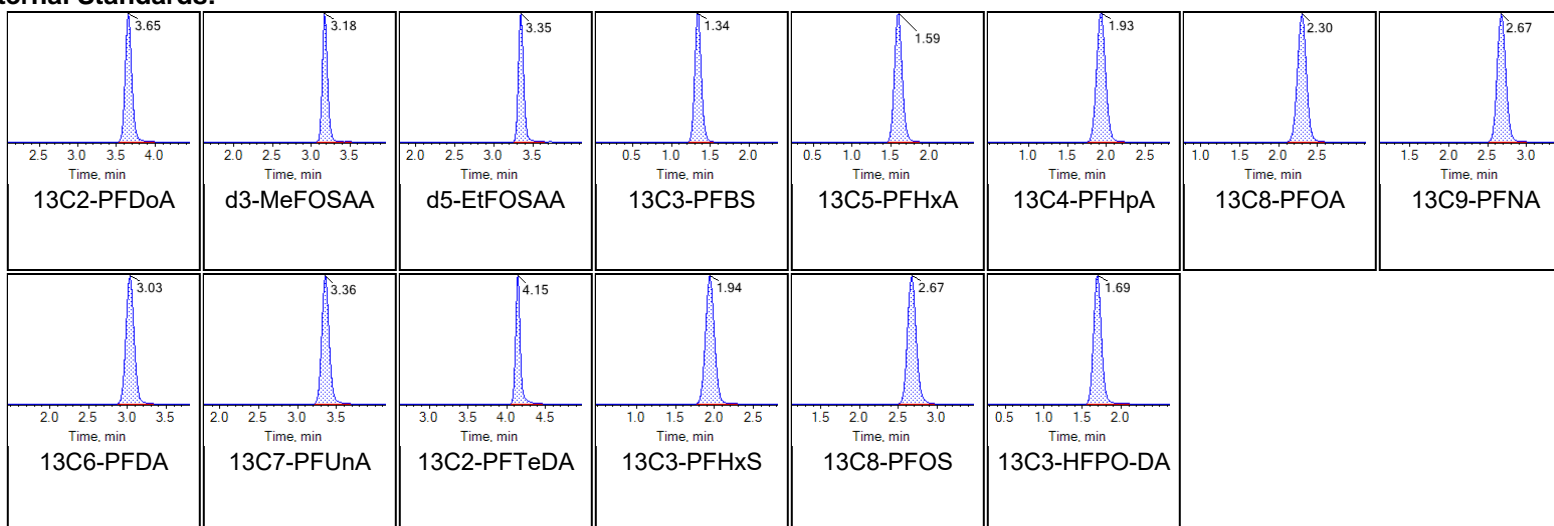 ternal Standards:
3.65 3.18 3.35 1.34 1.59 1.93 2.30 2.67
2.5 3.0 3.5 4.0 2.0 2.5 3.0 3.5 2.0 2.5 3.0 3.5 0.5 1.0 1.5 2.0 0.5 1.0 1.5 2.0 1.0 1.5 2.0 2.5 1.0 1.5 2.0 2.5 1.5 2.0 2.5 3.0
Time, min Time, min Time, min Time, min Time, min Time, min Time, min Time, min
13C2-PFDoA d3-MeFOSAA d5-EtFOSAA 13C3-PFBS 13C5-PFHxA 13C4-PFHpA 13C8-PFOA 13C9-PFNA
3.03 3.36 4.15 1.94 2.67 1.69
2.0 2.5 3.0 3.5 2.0 2.5 3.0 3.5 3.0 3.5 4.0 4.5 1.0 1.5 2.0 2.5 1.5 2.0 2.5 3.0 0.5 1.0 1.5 2.0
Time, min Time, min Time, min Time, min Time, min Time, min
13C6-PFDA 13C7-PFUnA 13C2-PFTeDA 13C3-PFHxS 13C8-PFOS 13C3-HFPO-DA